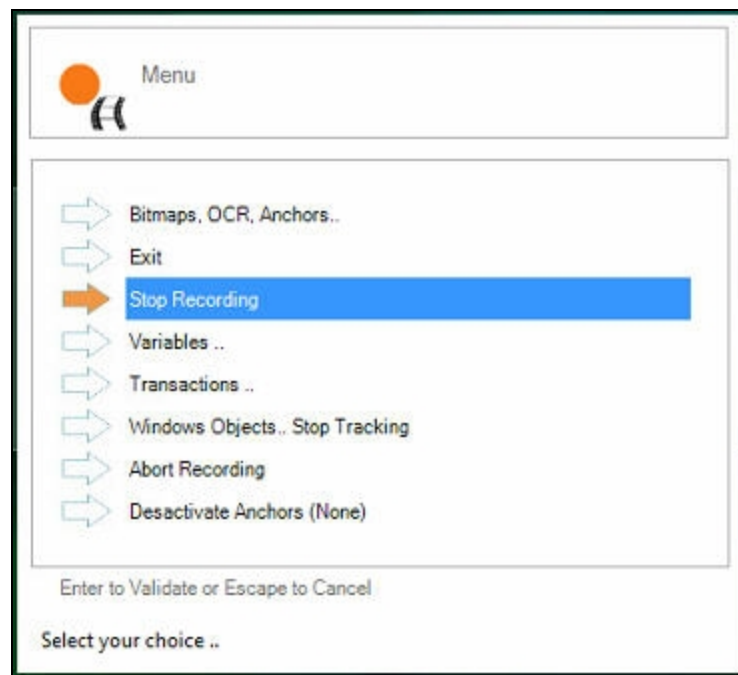 Menu
Bitmaps, OCR, Anchors..
Exit
Stop Recording
Variables ..
Transactions ..
Windows Objects.. Stop Tracking
Abort Recording
Desactivate Anchors (None)
Enter to Validate or Escape to Cancel
Select your choice ..